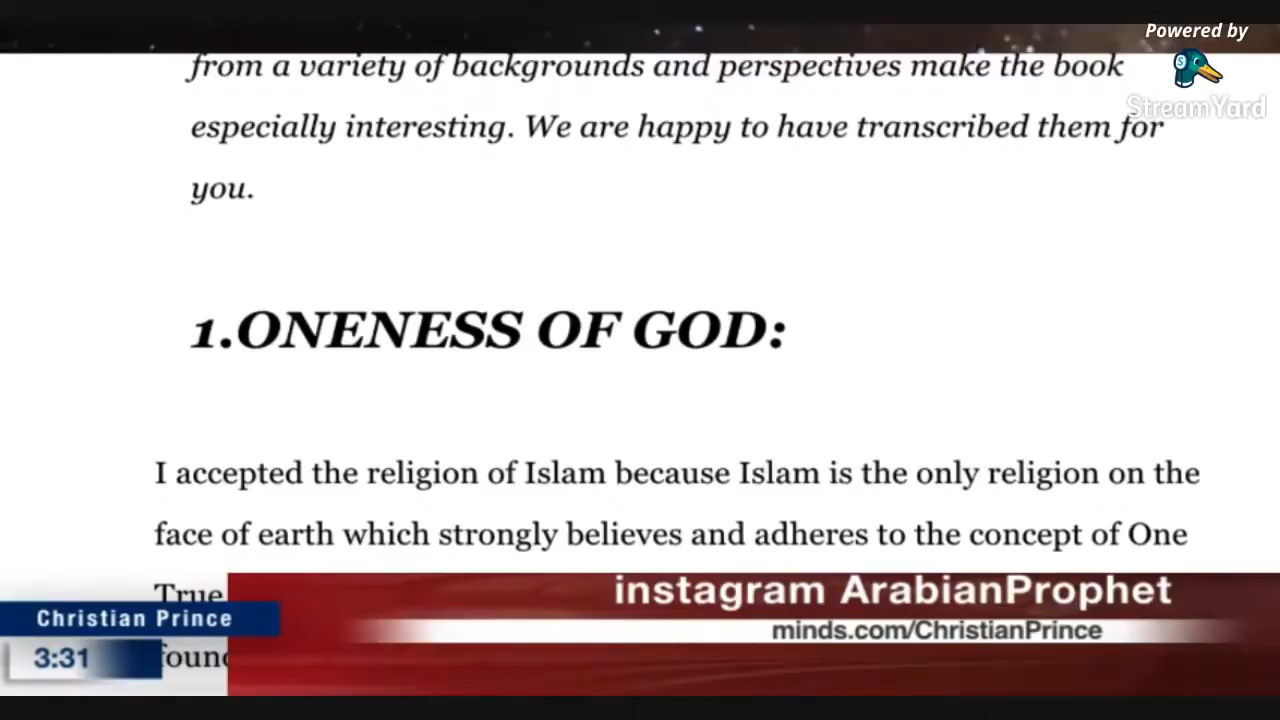 Powered by
StreamYard
from a variety of backgrounds and perspectives make the book
especially interesting. We are happy to have transcribed them for
you.
1.ONENESS OF GOD:
I accepted the religion of Islam because Islam is the only religion on the
face of earth which strongly believes and adheres to the concept of One
True
instagram ArabianProphet
Christian Prince
minds.com/ChristianPrince
3:31